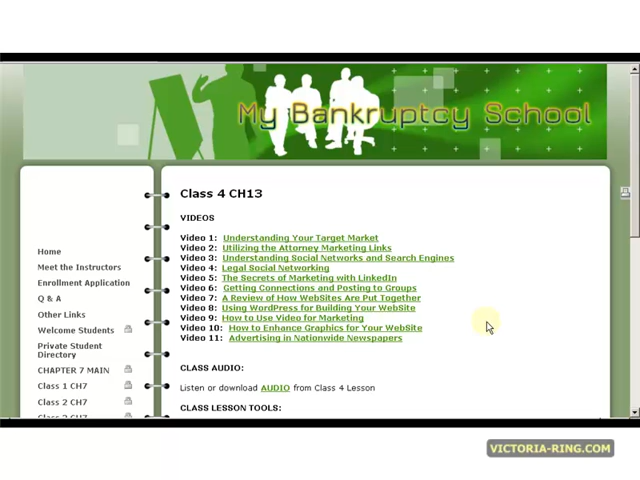 My Bankruptcy School
Home
Meet the Instructors
Enrollment Application
Q & A
Other Links
Welcome Students
Private Student
Directory
CHAPTER 7 MAIN
Class 1 CH7
Class 2 CH7
Class 3 CH7
Class 4 CH13
VIDEOS
Video 1: Understanding Your Target Market
Video 2: Utilizing the Attorney Marketing Links
Video 3: Understanding Social Networks and Search Engines
Video 4: Legal Social Networking
Video 5: The Secrets of Marketing with LinkedIn
Video 6: Getting Connections and Posting to Groups
Video 7: A Review of How WebSites Are Put Together
Video 8: Using WordPress for Building Your WebSite
Video 9: How to Use Video for Marketing
Video 10: How to Enhance Graphics for Your WebSite
Video 11: Advertising in Nationwide Newspapers
CLASS AUDIO:
Listen or download AUDIO from Class 4 Lesson
CLASS LESSON TOOLS:
VICTORIA-RING.COM